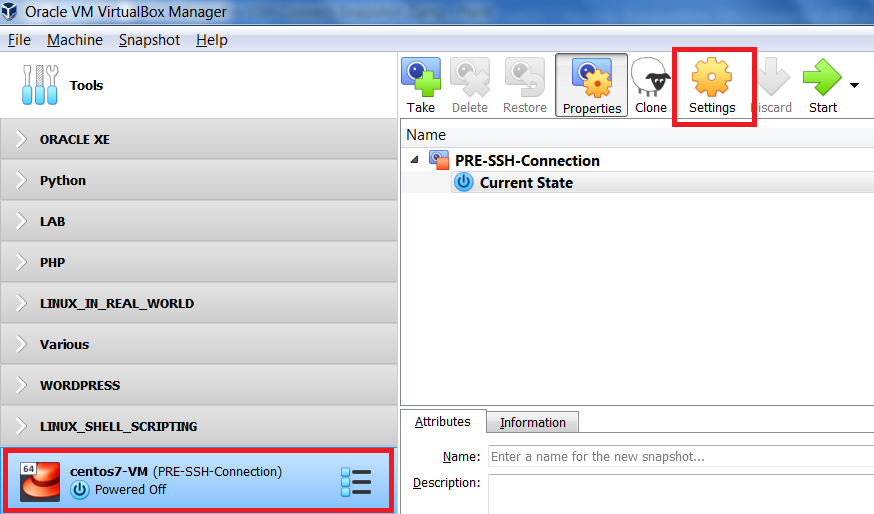 Oracle VM VirtualBox Manager
File Machine Snapshot Help
Tools
Take Delete Restore Properties Clone Settings Discard Start
ORACLE XE
Python
LAB
PHP
LINUX_IN_REAL_WORLD
Various
WORDPRESS
LINUX_SHELL_SCRIPTING
64
centos7-VM (PRE-SSH-Connection)
Powered Off
Name
PRE-SSH-Connection
Current State
Attributes Information
Name: Enter a name for the new snapshot...
Description: